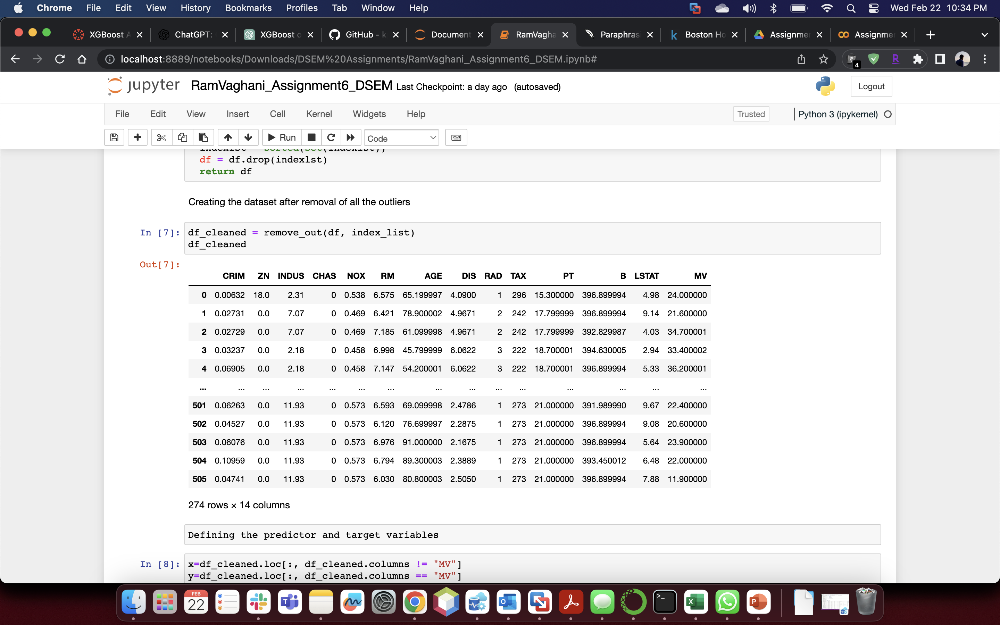 Chrome File Edit View History Bookmarks Profiles Tab Window Help Wed Feb 22 10:34 PM
XGBoost A ChatGPT: XGBoost o GitHub - k Document RamVagha Paraphras Boston Ho Assignmen Assignmen
localhost:8889/notebooks/Downloads/DSEM%20Assignments/RamVaghani_Assignment6_DSEM.ipynb#
4
jupyter RamVaghani_Assignment6_DSEM Last Checkpoint: a day ago (autosaved) Logout
File Edit View Insert Cell Kernel Widgets Help Trusted Python 3 (ipykernel)
Run Code
df = df.drop(indexlst)
return df
Creating the dataset after removal of all the outliers
In [7]: df_cleaned = remove_out(df, index_list)
df_cleaned
Out[7]:
CRIM ZN INDUS CHAS NOX RM AGE DIS RAD TAX PT B LSTAT MV
0 0.00632 18.0 2.31 0 0.538 6.575 65.199997 4.0900 1 296 15.300000 396.899994 4.98 24.000000
1 0.02731 0.0 7.07 0 0.469 6.421 78.900002 4.9671 2 242 17.799999 396.899994 9.14 21.600000
2 0.02729 0.0 7.07 0 0.469 7.185 61.099998 4.9671 2 242 17.799999 392.829987 4.03 34.700001
3 0.03237 0.0 2.18 0 0.458 6.998 45.799999 6.0622 3 222 18.700001 394.630005 2.94 33.400002
4 0.06905 0.0 2.18 0 0.458 7.147 54.200001 6.0622 3 222 18.700001 396.899994 5.33 36.200001
... ... ... ... ... ... ... ... ... ... ... ... ... ... ...
501 0.06263 0.0 11.93 0 0.573 6.593 69.099998 2.4786 1 273 21.000000 391.989990 9.67 22.400000
502 0.04527 0.0 11.93 0 0.573 6.120 76.699997 2.2875 1 273 21.000000 396.899994 9.08 20.600000
503 0.06076 0.0 11.93 0 0.573 6.976 91.000000 2.1675 1 273 21.000000 396.899994 5.64 23.900000
504 0.10959 0.0 11.93 0 0.573 6.794 89.300003 2.3889 1 273 21.000000 393.450012 6.48 22.000000
505 0.04741 0.0 11.93 0 0.573 6.030 80.800003 2.5050 1 273 21.000000 396.899994 7.88 11.900000
274 rows × 14 columns
Defining the predictor and target variables
In [8]: x=df_cleaned.loc[:, df_cleaned.columns != "MV"]
y=df_cleaned.loc[:, df_cleaned.columns == "MV"]
FEB
22